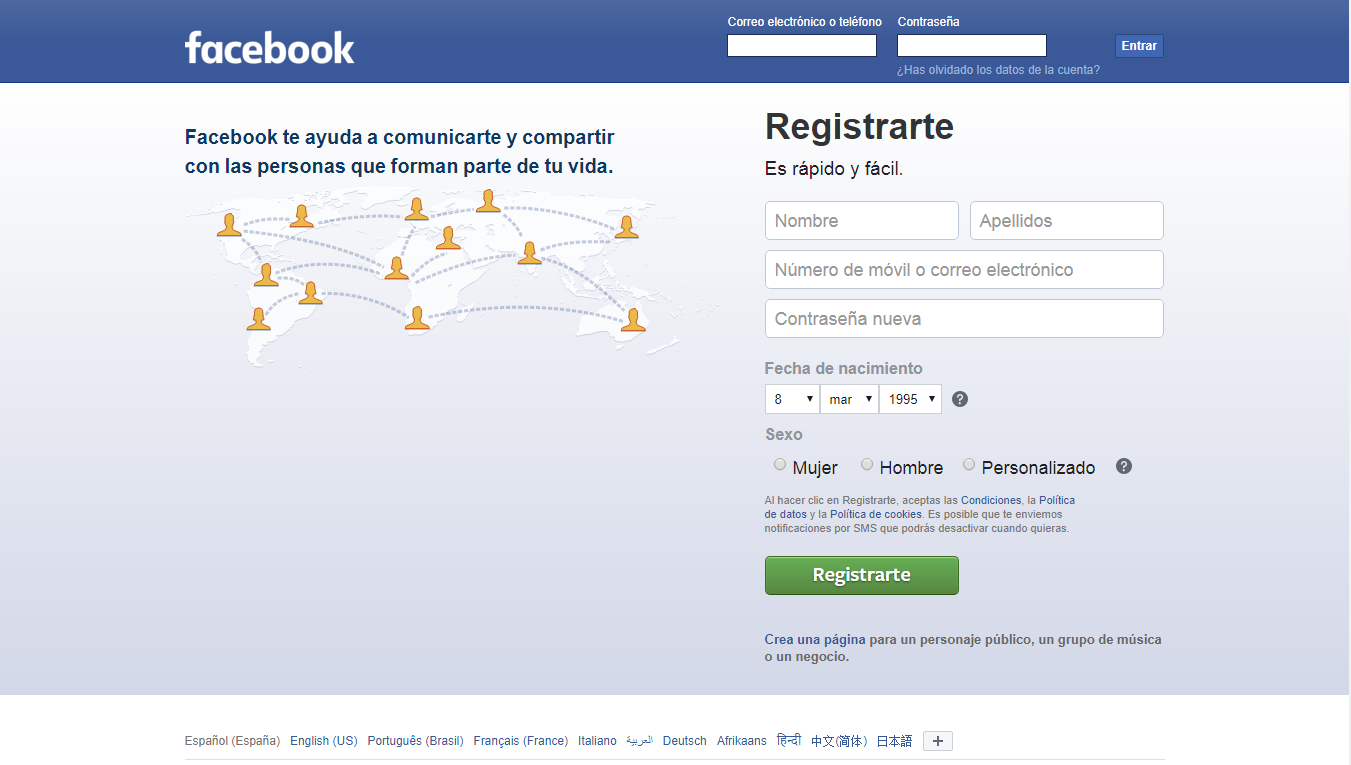 facebook
Correo electrónico o teléfono Contraseña
Entrar
¿Has olvidado los datos de la cuenta?
Facebook te ayuda a comunicarte y compartir
con las personas que forman parte de tu vida.
Registrarte
Es rápido y fácil.
Nombre Apellidos
Número de móvil o correo electrónico
Contraseña nueva
Fecha de nacimiento
8 mar 1995 ?
Sexo
Mujer Hombre Personalizado ?
Al hacer clic en Registrarte, aceptas las Condiciones, la Política
de datos y la Política de cookies. Es posible que te enviemos
notificaciones por SMS que podrás desactivar cuando quieras.
Registrarte
Crea una página para un personaje público, un grupo de música
o un negocio.
Español (España) English (US) Português (Brasil) Français (France) Italiano العربية Deutsch Afrikaans हिन्दी 中文(简体) 日本語 +